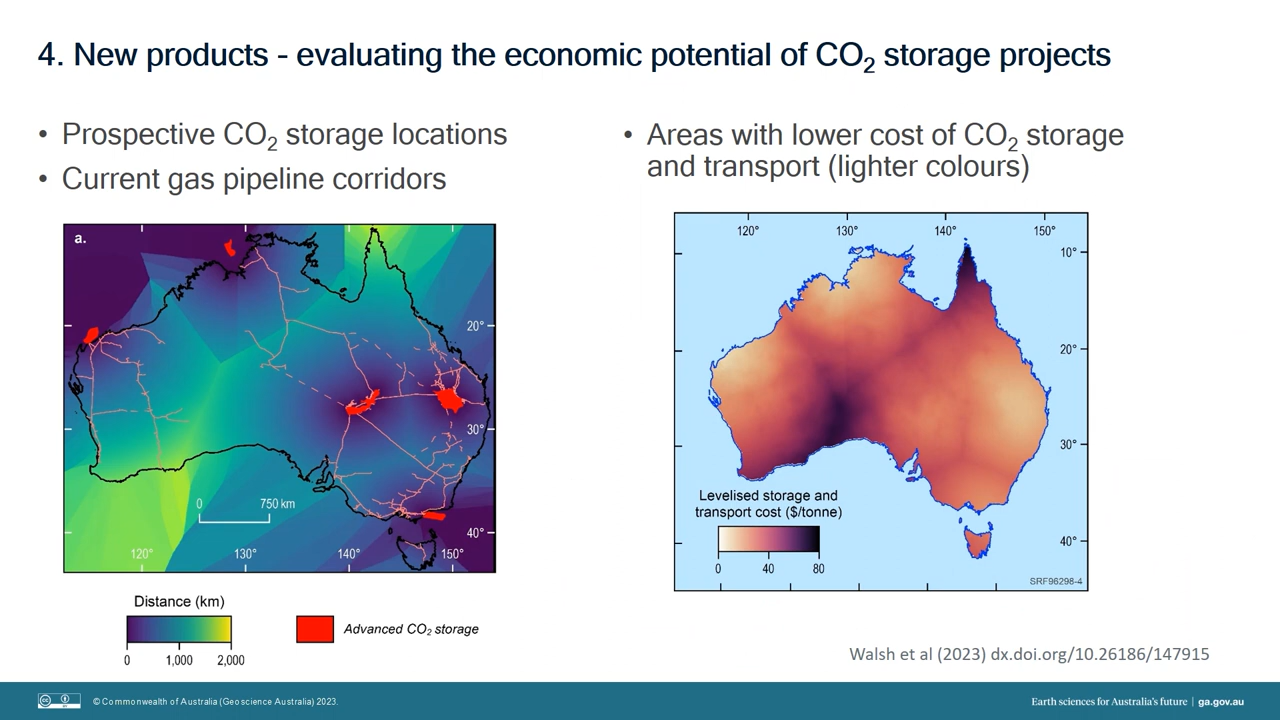 4. New products - evaluating the economic potential of CO₂ storage projects
• Prospective CO₂ storage locations
• Current gas pipeline corridors
a.
20°
30°
40°
0 750 km
120° 130° 140° 150°
Distance (km)
0 1,000 2,000
Advanced CO₂ storage
• Areas with lower cost of CO₂ storage
and transport (lighter colours)
120° 130° 140° 150°
10°
20°
30°
40°
Levelised storage and
transport cost ($/tonne)
0 40 80
SRF96298-4
Walsh et al (2023) dx.doi.org/10.26186/147915
cc BY
© Commonwealth of Australia (Geoscience Australia) 2023.
Earth sciences for Australia's future | ga.gov.au